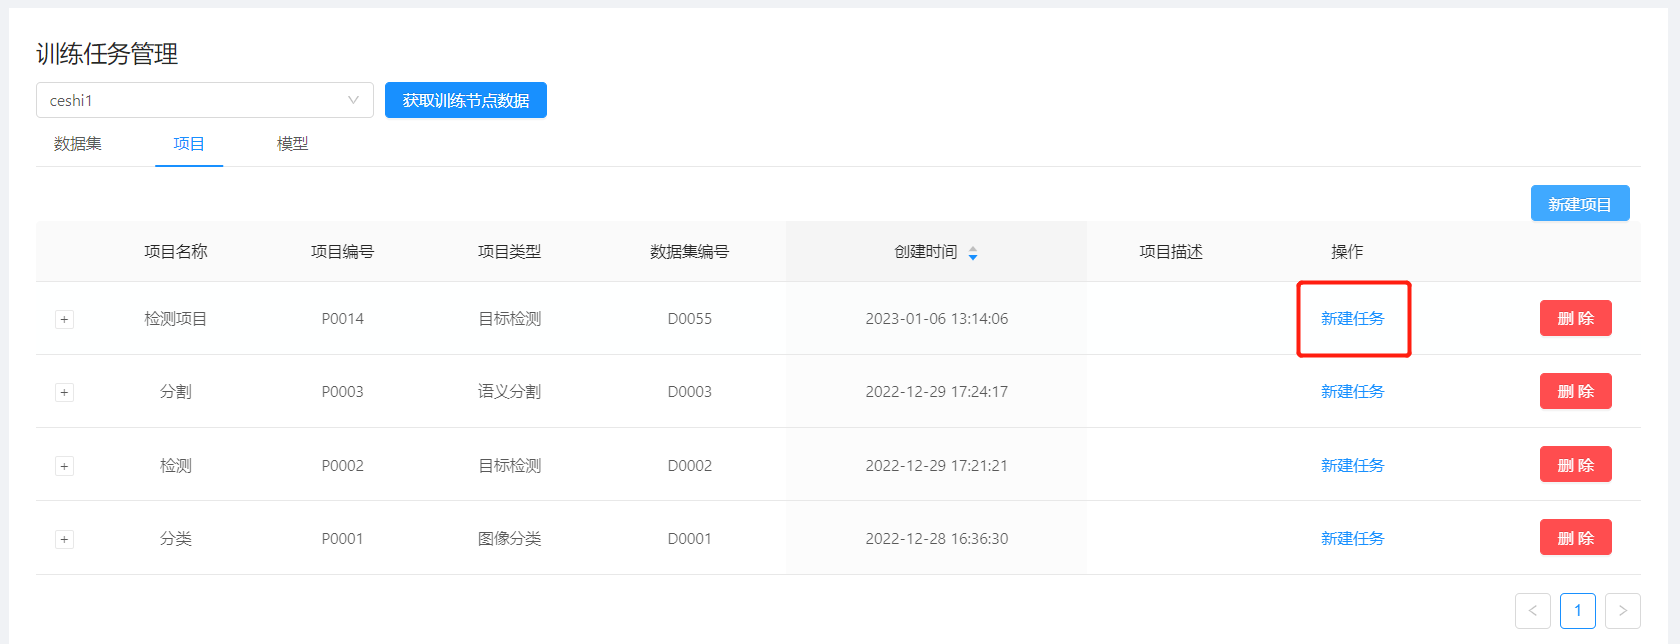 训练任务管理
ceshi1 获取训练节点数据
数据集 项目 模型
新建项目
项目名称 项目编号 项目类型 数据集编号 创建时间 项目描述 操作
+ 检测项目 P0014 目标检测 D0055 2023-01-06 13:14:06 新建任务 删 除
+ 分割 P0003 语义分割 D0003 2022-12-29 17:24:17 新建任务 删 除
+ 检测 P0002 目标检测 D0002 2022-12-29 17:21:21 新建任务 删 除
+ 分类 P0001 图像分类 D0001 2022-12-28 16:36:30 新建任务 删 除
< 1 >